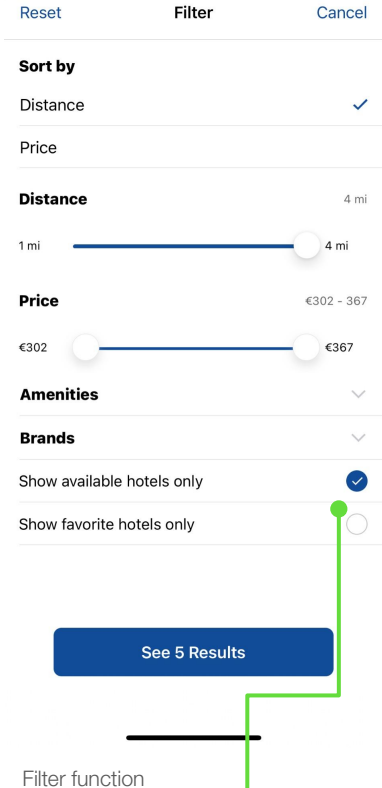 Reset Filter Cancel
Sort by
Distance
Price
Distance 4 mi
1 mi 4 mi
Price €302 - 367
€302 €367
Amenities
Brands
Show available hotels only
Show favorite hotels only
See 5 Results
Filter function